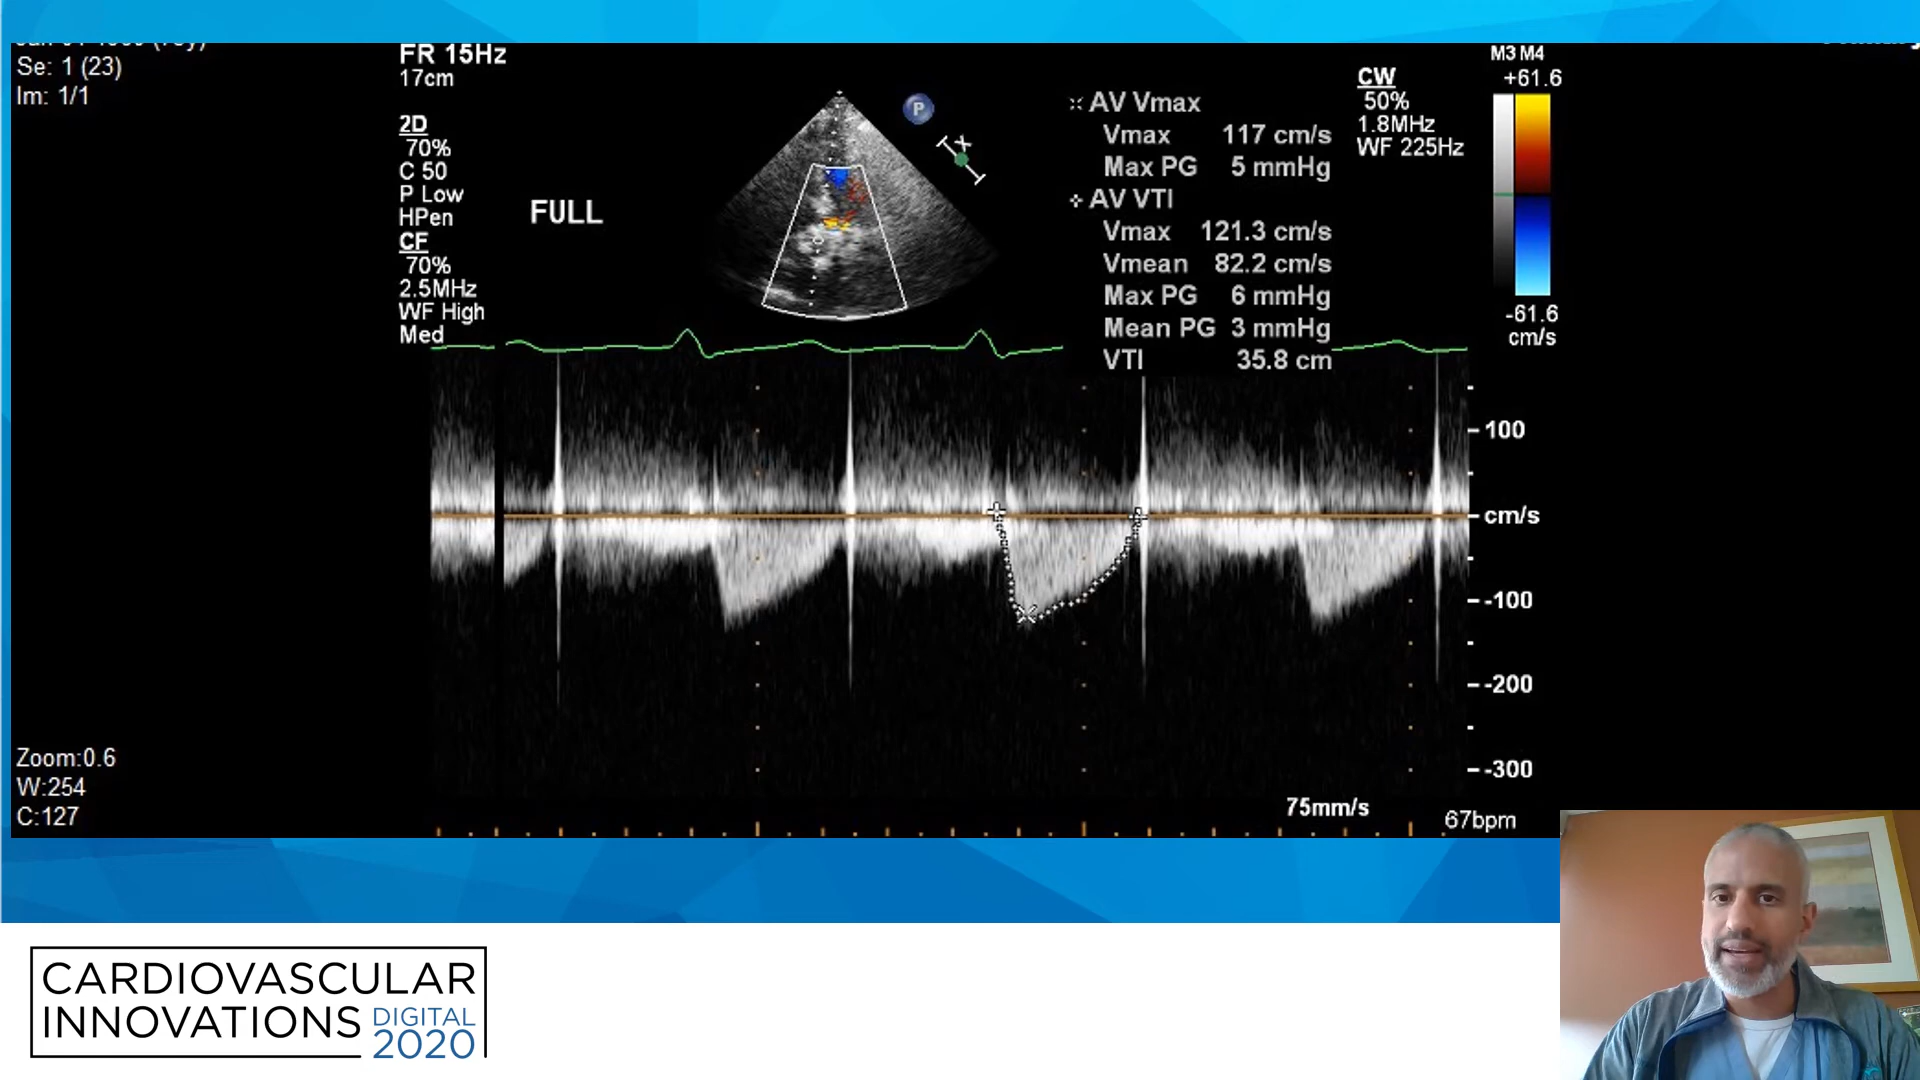 Se: 1 (23)
Im: 1/1
FR 15Hz
17cm
2D
70%
C 50
P Low
HPen
CF
70%
2.5MHz
WF High
Med
FULL
P
x
AV Vmax
Vmax 117 cm/s
Max PG 5 mmHg
AV VTI
Vmax 121.3 cm/s
Vmean 82.2 cm/s
Max PG 6 mmHg
Mean PG 3 mmHg
VTI 35.8 cm
CW
50%
1.8MHz
WF 225Hz
M3 M4
+61.6
-61.6
cm/s
100
cm/s
-100
-200
-300
75mm/s
67bpm
Zoom:0.6
W:254
C:127
CARDIOVASCULAR
INNOVATIONS DIGITAL
2020